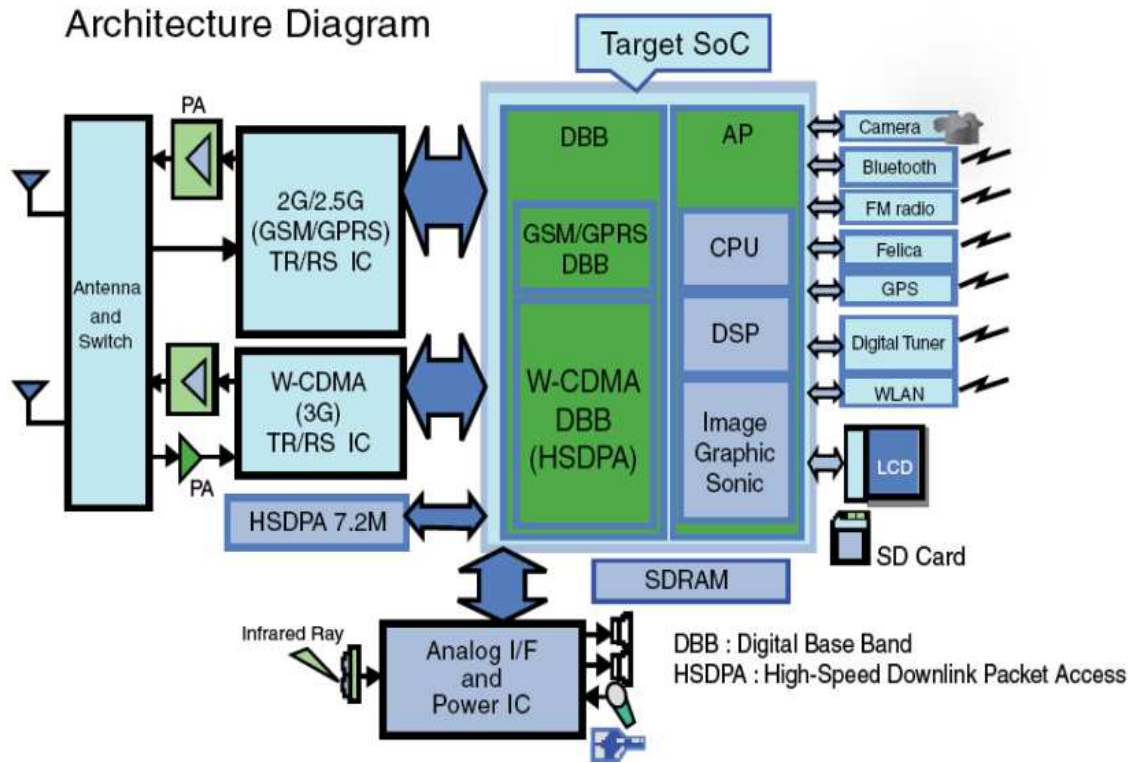 Architecture Diagram
Target SoC
PA
DBB
AP
Camera
Bluetooth
2G/2.5G
(GSM/GPRS)
TR/RS IC
FM radio
GSM/GPRS
DBB
CPU
Felica
GPS
Antenna
and
Switch
DSP
Digital Tuner
W-CDMA
(3G)
TR/RS IC
W-CDMA
DBB
(HSDPA)
WLAN
Image
Graphic
Sonic
LCD
PA
HSDPA 7.2M
SD Card
SDRAM
Infrared Ray
Analog I/F
and
Power IC
DBB : Digital Base Band
HSDPA : High-Speed Downlink Packet Access